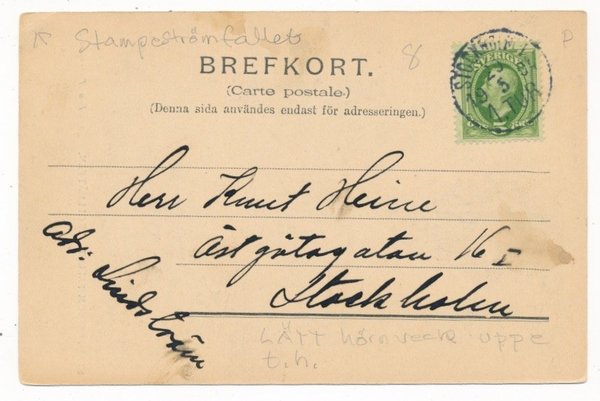 Stampeströmfallet
8
BREFKORT.
(Carte postale.)
(Denna sida användes endast för adresseringen.)
SVERIGE
Herr Knut Heine
Östgötagatan 16 I
Stockholm
adr: Lindström
LÄTT hörnveck uppe
t.h.